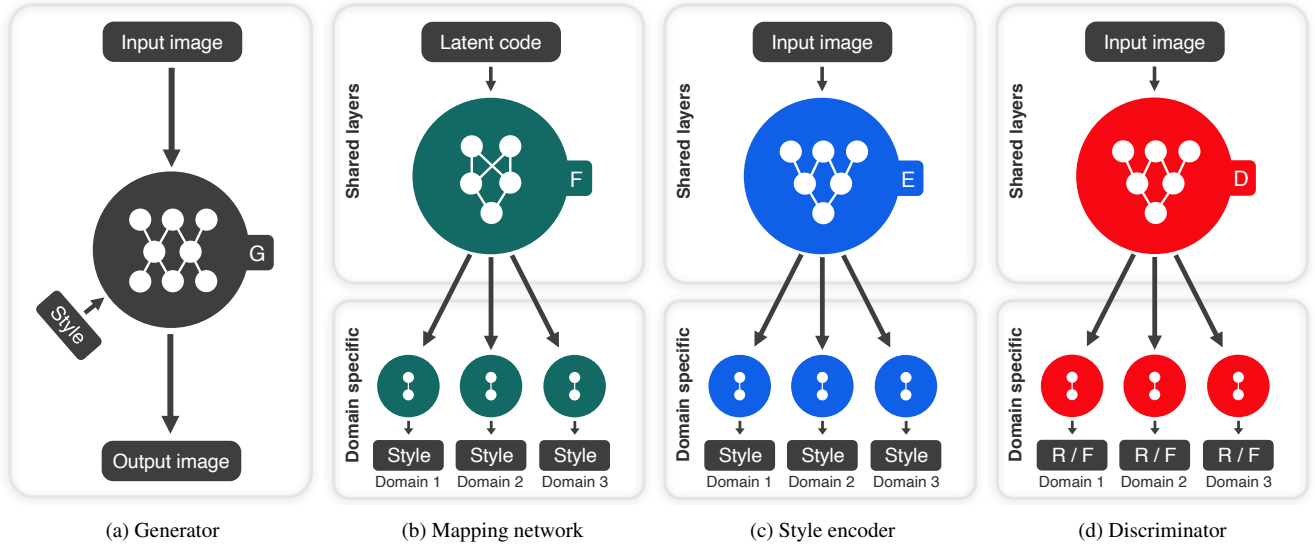 Input image
G
Style
Output image
(a) Generator
Latent code
Shared layers
F
Domain specific
Style Style Style
Domain 1 Domain 2 Domain 3
(b) Mapping network
Input image
Shared layers
E
Domain specific
Style Style Style
Domain 1 Domain 2 Domain 3
(c) Style encoder
Input image
Shared layers
D
Domain specific
R / F R / F R / F
Domain 1 Domain 2 Domain 3
(d) Discriminator